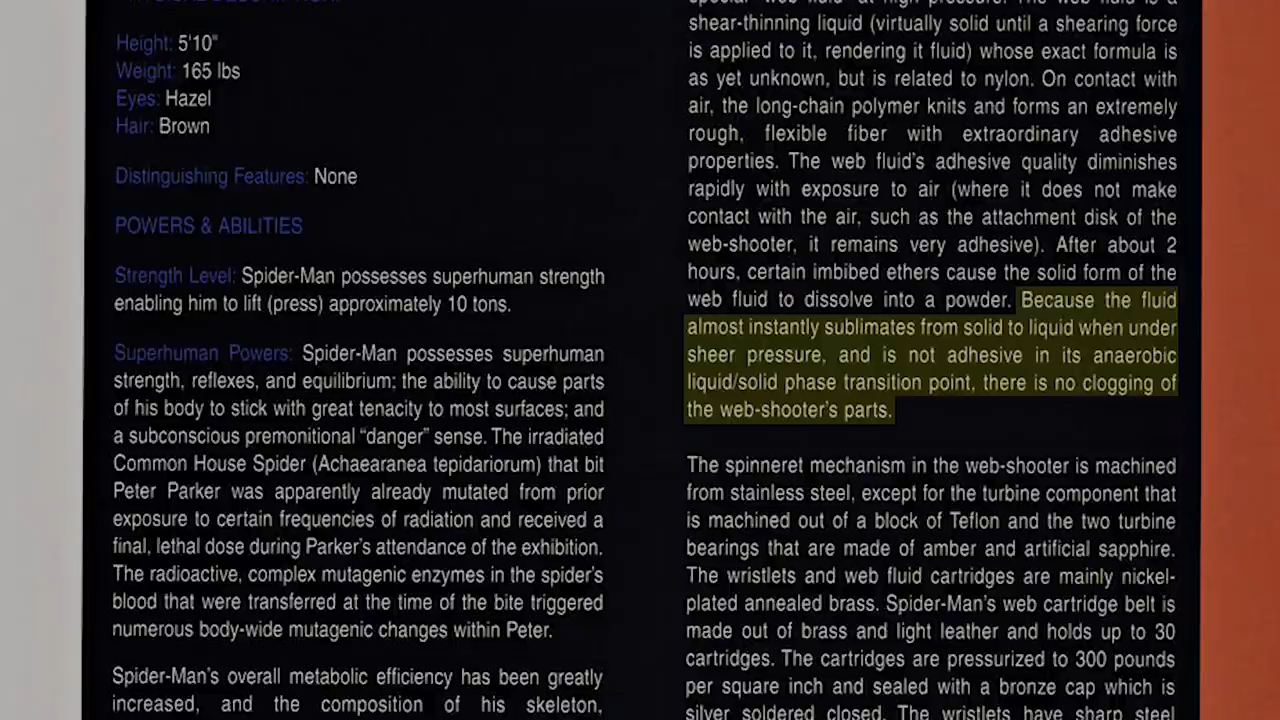 Height: 5'10"
Weight: 165 lbs
Eyes: Hazel
Hair: Brown
Distinguishing Features: None
POWERS & ABILITIES
Strength Level: Spider-Man possesses superhuman strength
enabling him to lift (press) approximately 10 tons.
Superhuman Powers: Spider-Man possesses superhuman
strength, reflexes, and equilibrium: the ability to cause parts
of his body to stick with great tenacity to most surfaces; and
a subconscious premonitional “danger” sense. The irradiated
Common House Spider (Achaearanea tepidariorum) that bit
Peter Parker was apparently already mutated from prior
exposure to certain frequencies of radiation and received a
final, lethal dose during Parker's attendance of the exhibition.
The radioactive, complex mutagenic enzymes in the spider's
blood that were transferred at the time of the bite triggered
numerous body-wide mutagenic changes within Peter.
Spider-Man's overall metabolic efficiency has been greatly
increased, and the composition of his skeleton,
shear-thinning liquid (virtually solid until a shearing force
is applied to it, rendering it fluid) whose exact formula is
as yet unknown, but is related to nylon. On contact with
air, the long-chain polymer knits and forms an extremely
rough, flexible fiber with extraordinary adhesive
properties. The web fluid's adhesive quality diminishes
rapidly with exposure to air (where it does not make
contact with the air, such as the attachment disk of the
web-shooter, it remains very adhesive). After about 2
hours, certain imbibed ethers cause the solid form of the
web fluid to dissolve into a powder. Because the fluid
almost instantly sublimates from solid to liquid when under
sheer pressure, and is not adhesive in its anaerobic
liquid/solid phase transition point, there is no clogging of
the web-shooter's parts.
The spinneret mechanism in the web-shooter is machined
from stainless steel, except for the turbine component that
is machined out of a block of Teflon and the two turbine
bearings that are made of amber and artificial sapphire.
The wristlets and web fluid cartridges are mainly nickel-
plated annealed brass. Spider-Man's web cartridge belt is
made out of brass and light leather and holds up to 30
cartridges. The cartridges are pressurized to 300 pounds
per square inch and sealed with a bronze cap which is
silver soldered closed. The wristlets have sharp steel